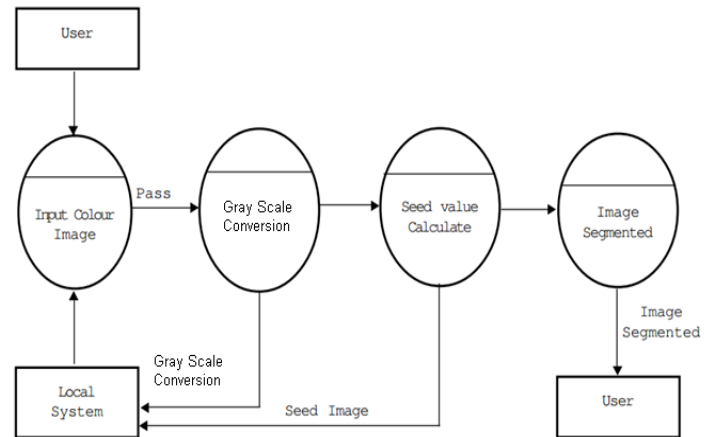 User
Input Colour
Image
Pass
Gray Scale
Conversion
Seed value
Calculate
Image
Segmented
Image
Segmented
Gray Scale
Conversion
Local
System
Seed Image
User